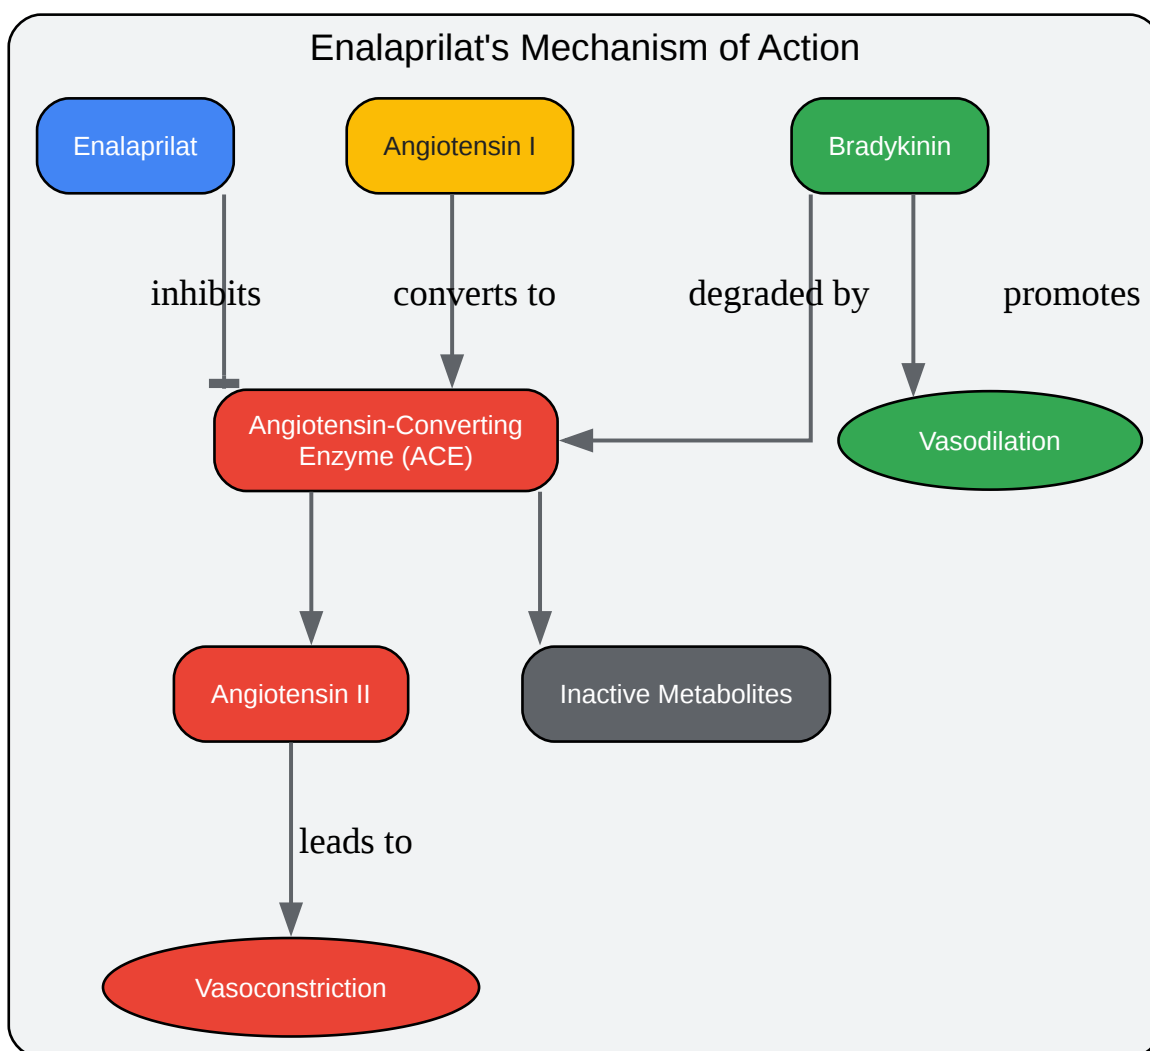 Enalaprilat's Mechanism of Action
Enalaprilat
Angiotensin I
Bradykinin
inhibits
converts to
degraded by
promotes
Angiotensin-Converting
Enzyme (ACE)
Vasodilation
Angiotensin II
Inactive Metabolites
leads to
Vasoconstriction